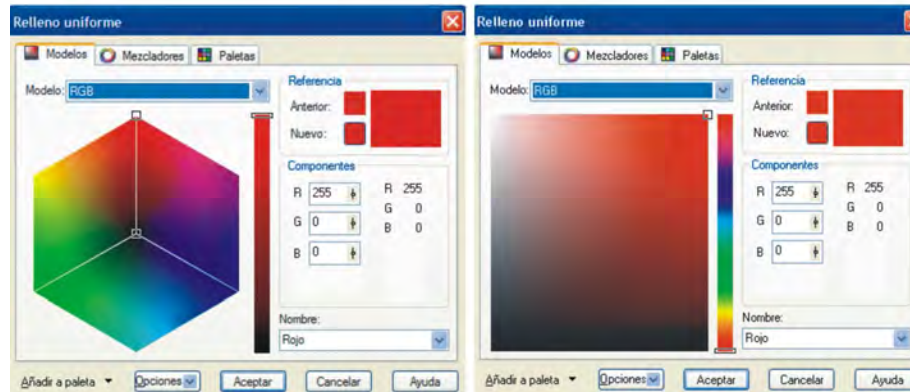 Relleno uniforme
Modelos Mezcladores Paletas
Modelo: RGB
Referencia
Anterior:
Nuevo:
Componentes
R 255 R 255
G 0 G 0
B 0 B 0
Nombre:
Rojo
Añadir a paleta Opciones Aceptar Cancelar Ayuda
Relleno uniforme
Modelos Mezcladores Paletas
Modelo: RGB
Referencia
Anterior:
Nuevo:
Componentes
R 255 R 255
G 0 G 0
B 0 B 0
Nombre:
Rojo
Añadir a paleta Opciones Aceptar Cancelar Ayuda